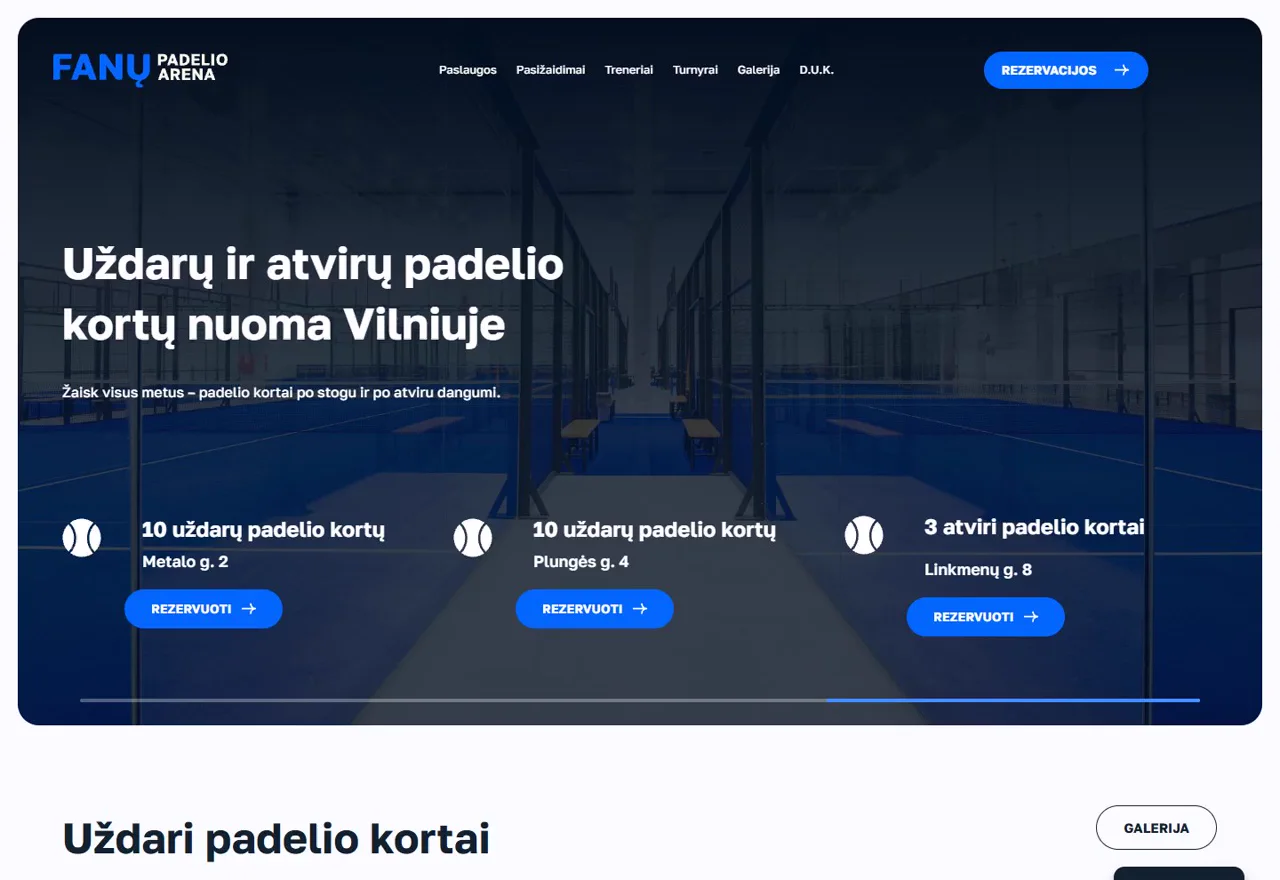 FANŲ PADELIO ARENA
Paslaugos
Pasižaidimai
Treneriai
Turnyrai
Galerija
D.U.K.
REZERVACIJOS
Uždarų ir atvirų padelio
kortų nuoma Vilniuje
Žaisk visus metus – padelio kortai po stogu ir po atviru dangumi.
10 uždarų padelio kortų
Metalo g. 2
REZERVUOTI
10 uždarų padelio kortų
Plungės g. 4
REZERVUOTI
3 atviri padelio kortai
Linkmenų g. 8
REZERVUOTI
Uždari padelio kortai
GALERIJA